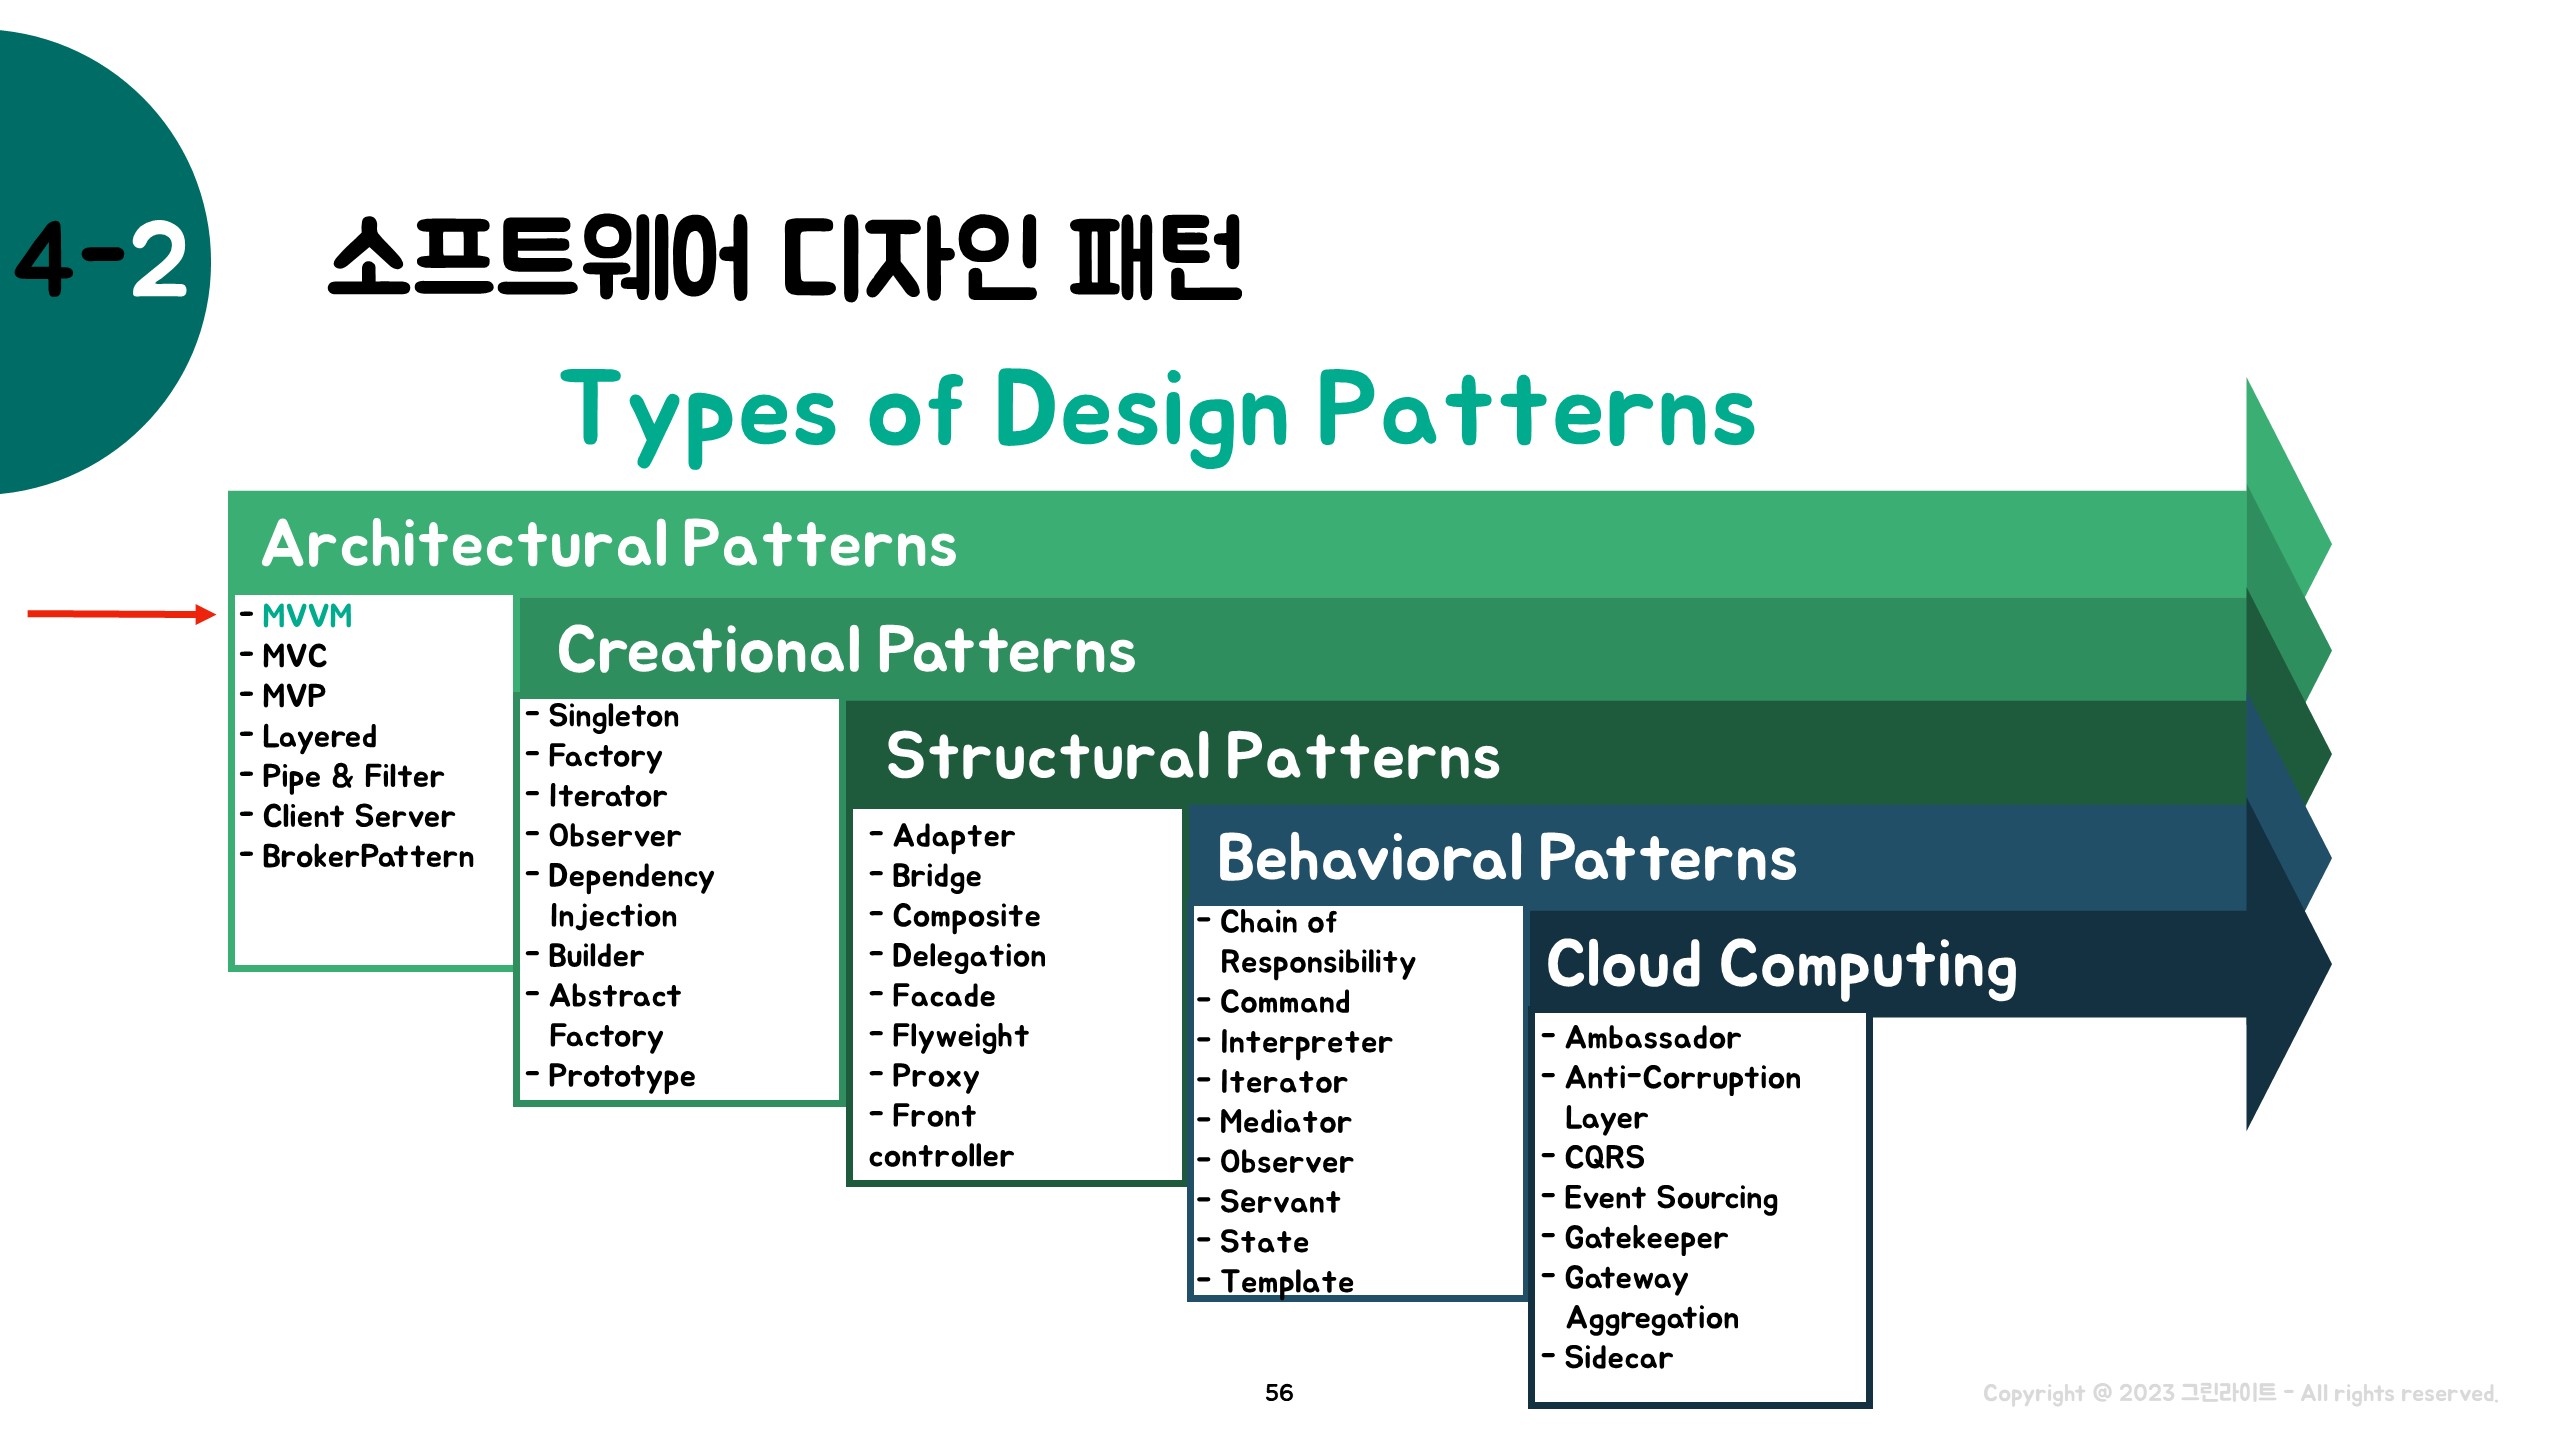 4-2
소프트웨어 디자인 패턴
Types of Design Patterns
Architectural Patterns
- MVVM
- MVC
- MVP
- Layered
- Pipe & Filter
- Client Server
- BrokerPattern
Creational Patterns
- Singleton
- Factory
- Iterator
- Observer
- Dependency
Injection
- Builder
- Abstract
Factory
- Prototype
Structural Patterns
- Adapter
- Bridge
- Composite
- Delegation
- Facade
- Flyweight
- Proxy
- Front
controller
Behavioral Patterns
- Chain of
Responsibility
- Command
- Interpreter
- Iterator
- Mediator
- Observer
- Servant
- State
- Template
Cloud Computing
- Ambassador
- Anti-Corruption
Layer
- CQRS
- Event Sourcing
- Gatekeeper
- Gateway
Aggregation
- Sidecar
56
Copyright @ 2023 그린라이트 - All rights reserved.